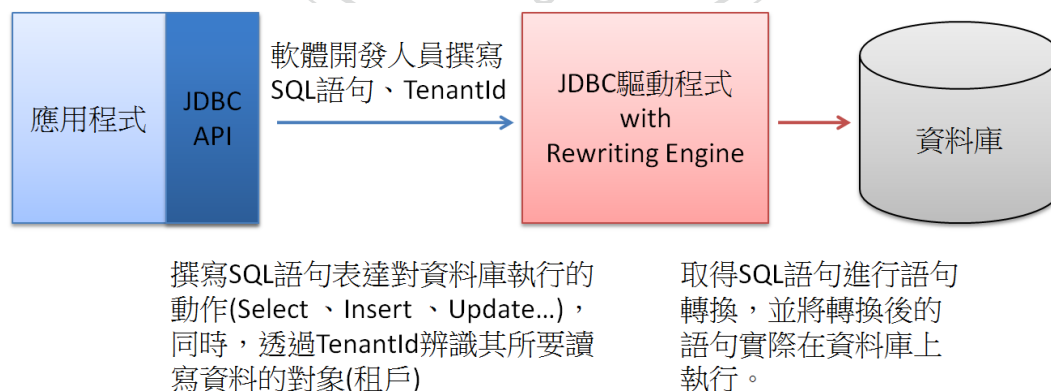 應用程式
JDBC
API
軟體開發人員撰寫
SQL語句、TenantId
JDBC驅動程式
with
Rewriting Engine
資料庫
撰寫SQL語句表達對資料庫執行的
動作(Select 、Insert 、Update…)，
同時，透過TenantId辨識其所要讀
寫資料的對象(租戶)
取得SQL語句進行語句
轉換，並將轉換後的
語句實際在資料庫上
執行。